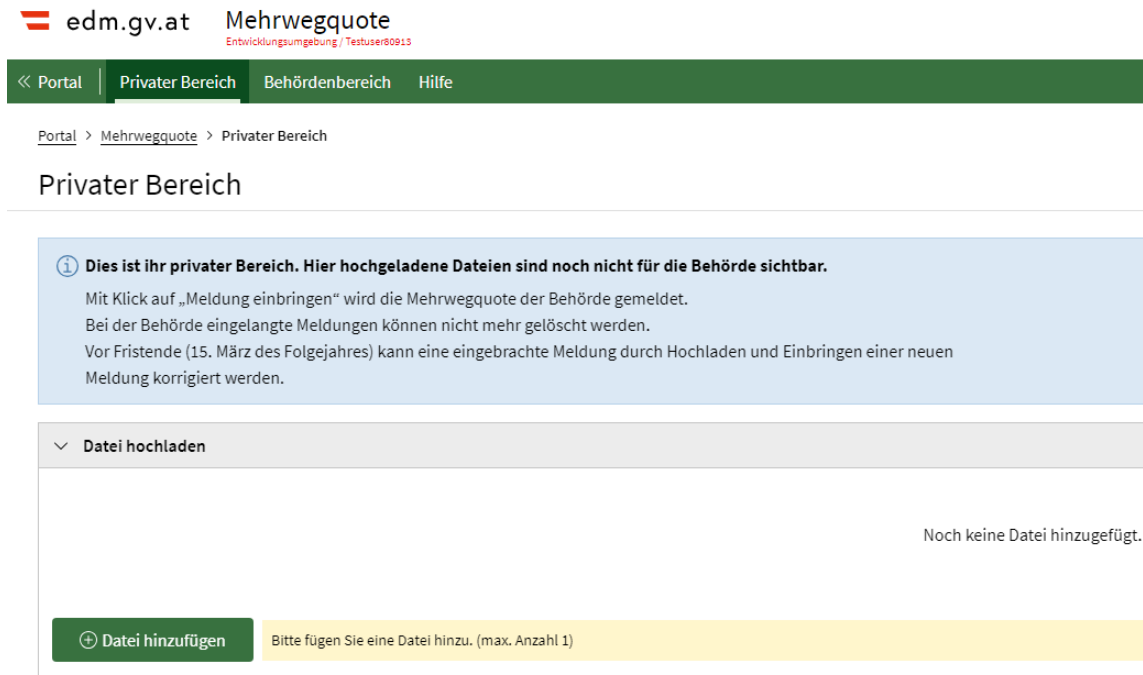 edm.gv.at
Mehrwegquote
Entwicklungsumgebung / Testuser80913
« Portal
Privater Bereich
Behördenbereich
Hilfe
Portal > Mehrwegquote > Privater Bereich
Privater Bereich
Dies ist ihr privater Bereich. Hier hochgeladene Dateien sind noch nicht für die Behörde sichtbar.
Mit Klick auf „Meldung einbringen“ wird die Mehrwegquote der Behörde gemeldet.
Bei der Behörde eingelangte Meldungen können nicht mehr gelöscht werden.
Vor Fristende (15. März des Folgejahres) kann eine eingebrachte Meldung durch Hochladen und Einbringen einer neuen
Meldung korrigiert werden.
Datei hochladen
Noch keine Datei hinzugefügt.
Datei hinzufügen
Bitte fügen Sie eine Datei hinzu. (max. Anzahl 1)